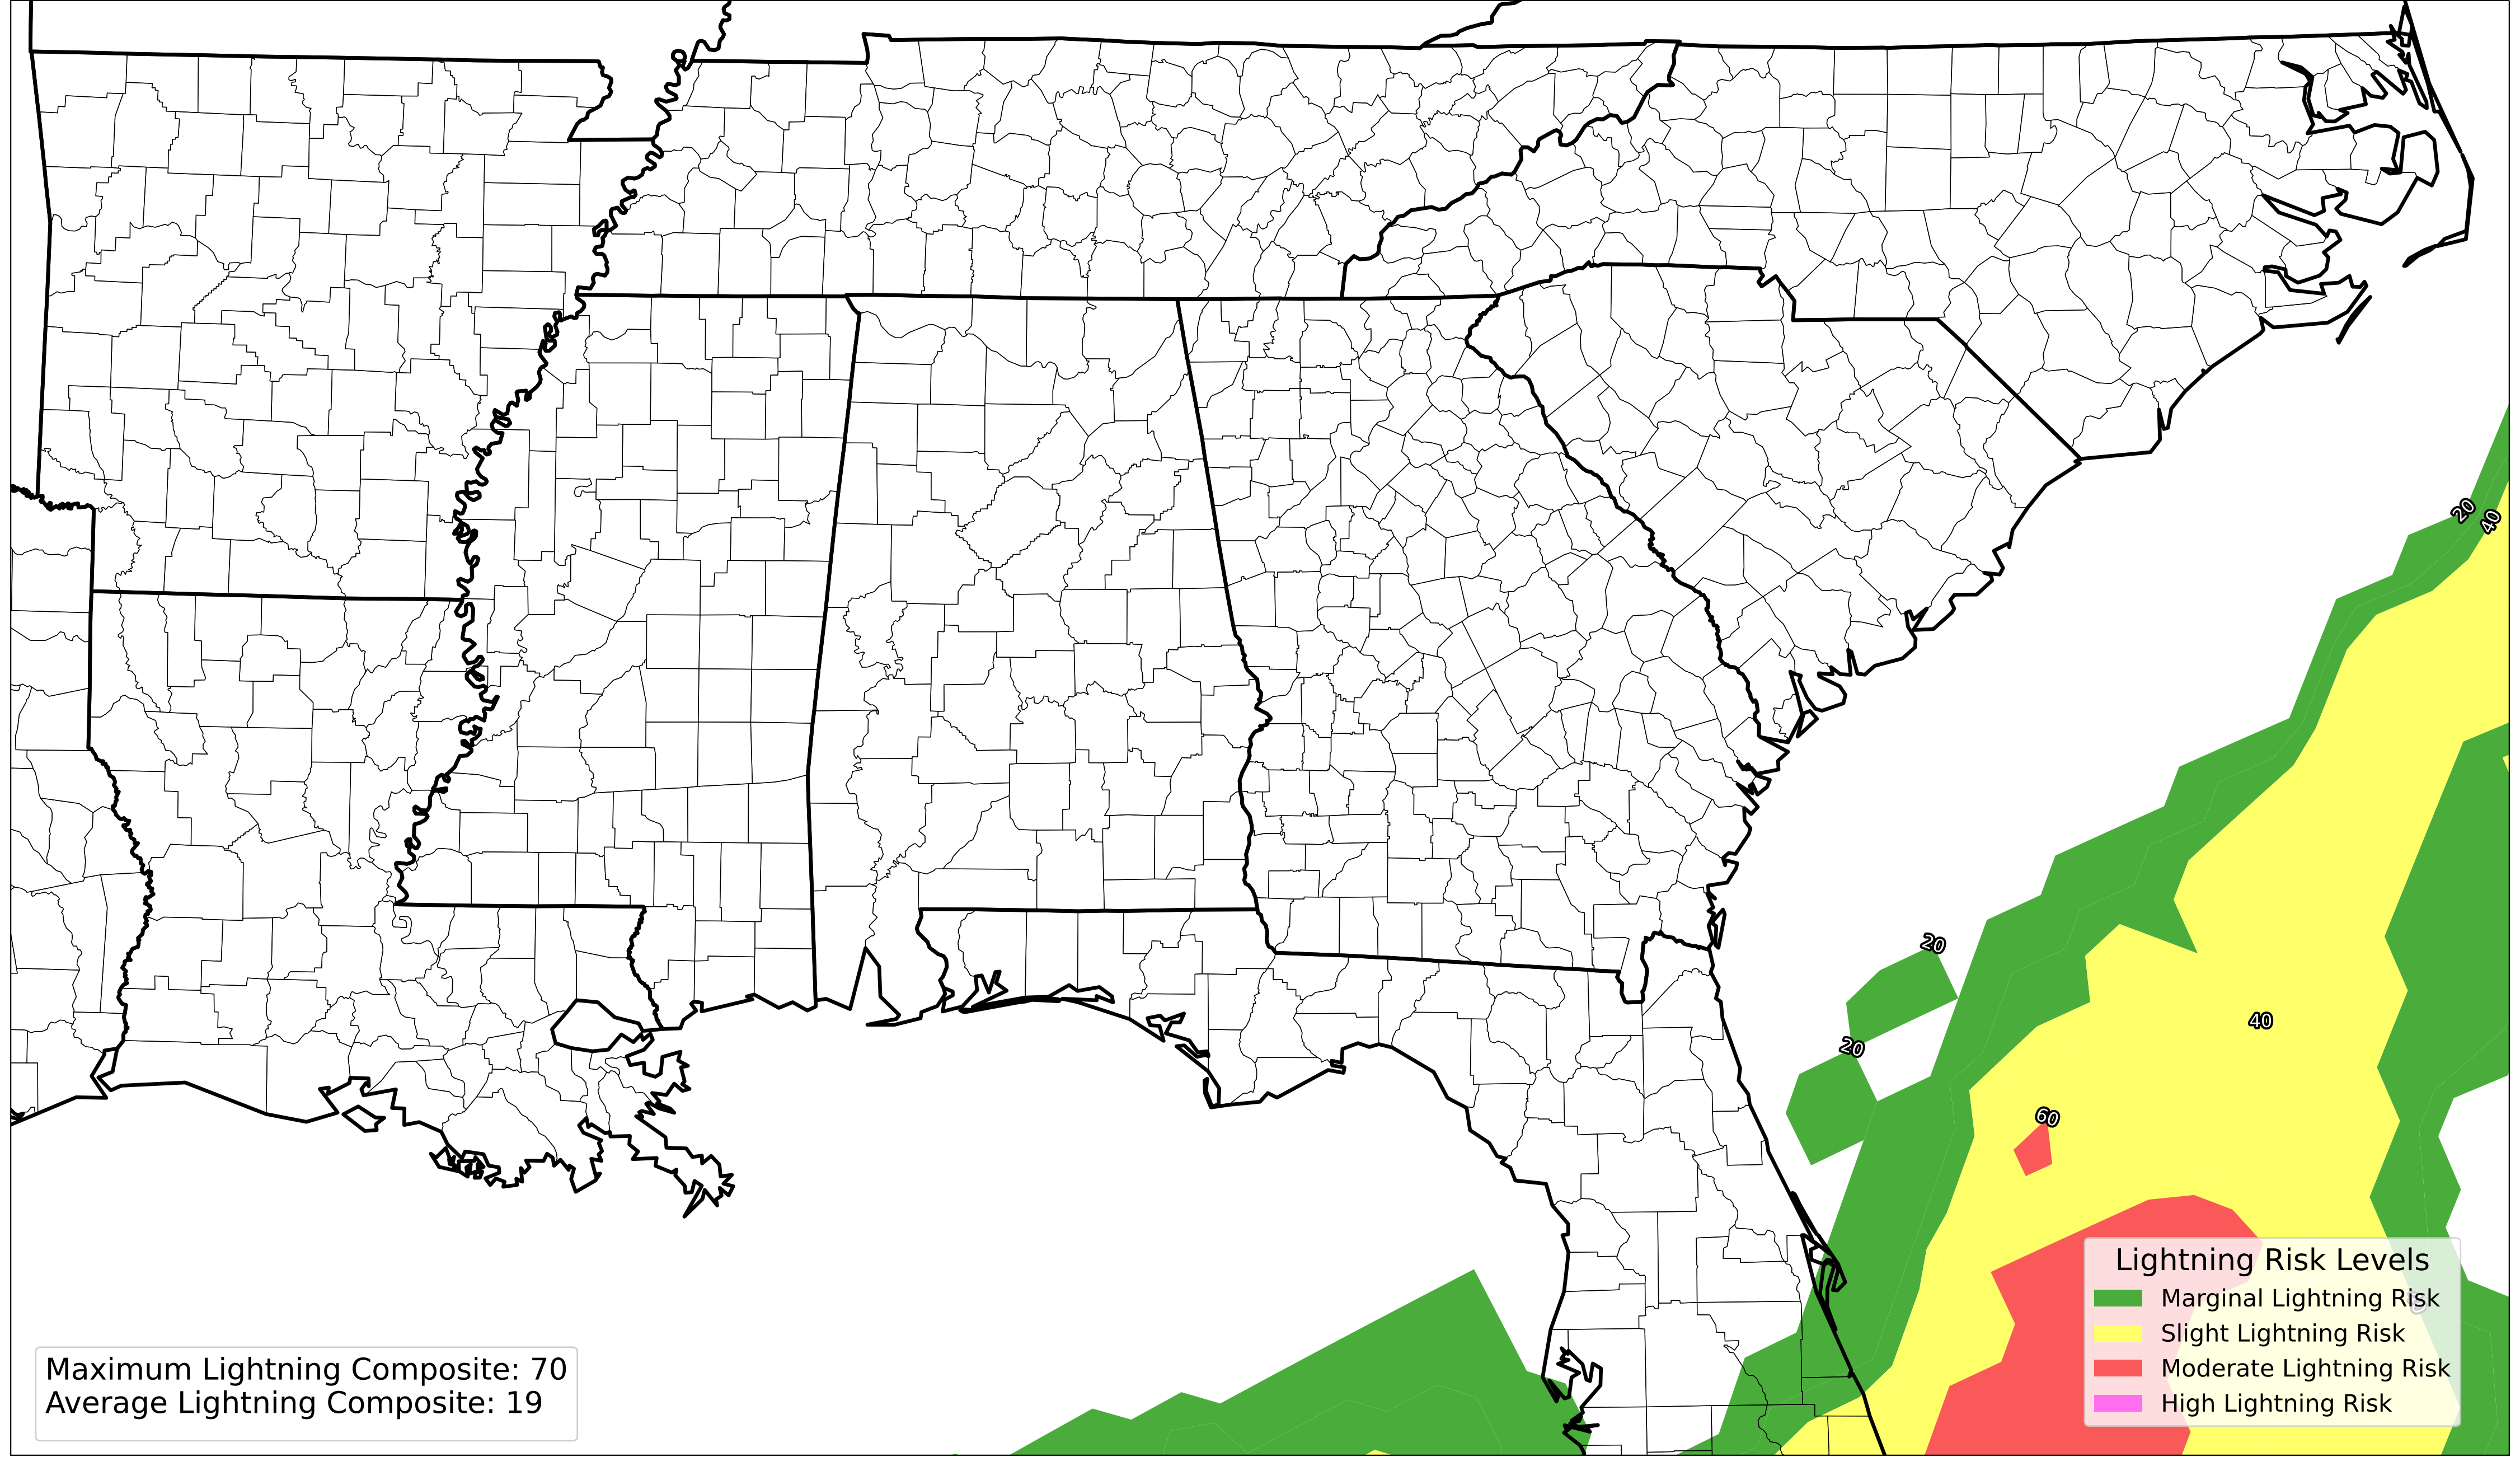 20
40
20
40
20
60
Lightning Risk Levels
Marginal Lightning Risk
Slight Lightning Risk
Moderate Lightning Risk
High Lightning Risk
Maximum Lightning Composite: 70
Average Lightning Composite: 19